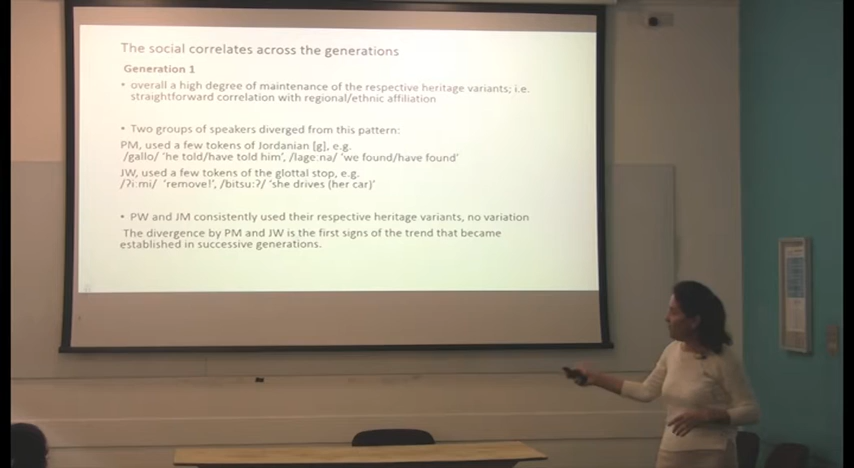 The social correlates across the generations
Generation 1
• overall a high degree of maintenance of the respective heritage variants; i.e.
straightforward correlation with regional/ethnic affiliation
• Two groups of speakers diverged from this pattern:
PM, used a few tokens of Jordanian [g], e.g.
/gallo/ ‘he told/have told him’, /lage:na/ ‘we found/have found’
JW, used a few tokens of the glottal stop, e.g.
/ʔi:mi/ ‘remove!’, /bitsu:ʔ/ ‘she drives (her car)’
• PW and JM consistently used their respective heritage variants, no variation
The divergence by PM and JW is the first signs of the trend that became
established in successive generations.